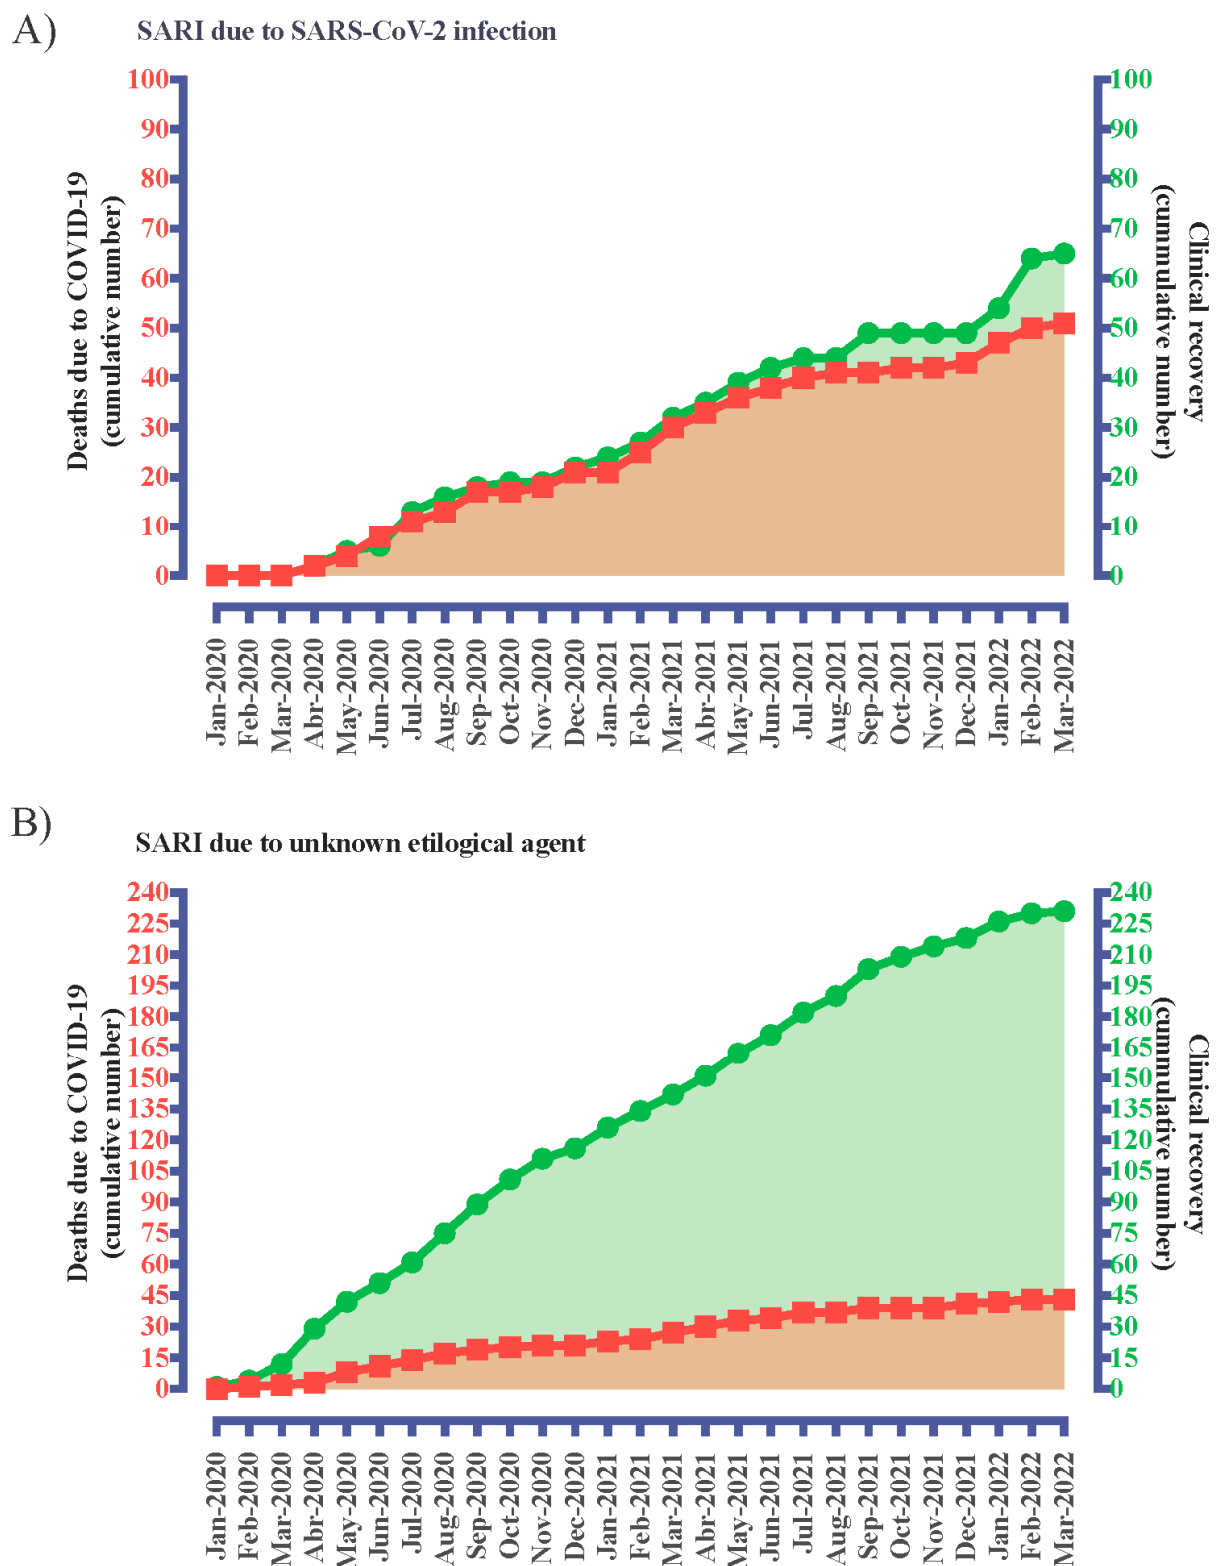 A)
SARI due to SARS-CoV-2 infection
Deaths due to COVID-19
(cumulative number)
100
90
80
70
60
50
40
30
20
10
0
100
90
80
70
60
50
40
30
20
10
0
Clinical recovery
(cummulative number)
Jan-2020
Feb-2020
Mar-2020
Abr-2020
May-2020
Jun-2020
Jul-2020
Aug-2020
Sep-2020
Oct-2020
Nov-2020
Dec-2020
Jan-2021
Feb-2021
Mar-2021
Abr-2021
May-2021
Jun-2021
Jul-2021
Aug-2021
Sep-2021
Oct-2021
Nov-2021
Dec-2021
Jan-2022
Feb-2022
Mar-2022
B)
SARI due to unknown etilogical agent
Deaths due to COVID-19
(cumulative number)
240
225
210
195
180
165
150
135
120
105
90
75
60
45
30
15
0
240
225
210
195
180
165
150
135
120
105
90
75
60
45
30
15
0
Clinical recovery
(cummulative number)
Jan-2020
Feb-2020
Mar-2020
Abr-2020
May-2020
Jun-2020
Jul-2020
Aug-2020
Sep-2020
Oct-2020
Nov-2020
Dec-2020
Jan-2021
Feb-2021
Mar-2021
Abr-2021
May-2021
Jun-2021
Jul-2021
Aug-2021
Sep-2021
Oct-2021
Nov-2021
Dec-2021
Jan-2022
Feb-2022
Mar-2022